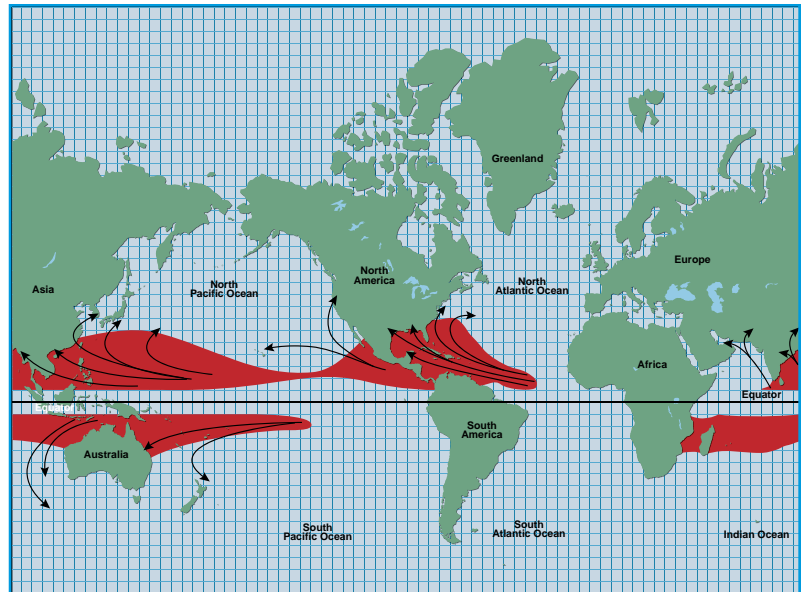 Greenland
Asia
North
Pacific Ocean
North
America
North
Atlantic Ocean
Europe
Africa
Equator
Equator
South
America
Australia
South
Pacific Ocean
South
Atlantic Ocean
Indian Ocean